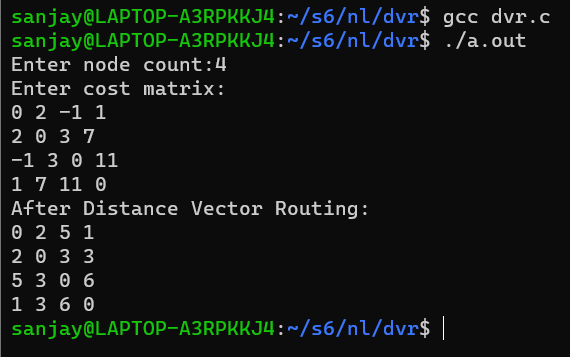 sanjay@LAPTOP-A3RPKKJ4:~/s6/nl/dvr$ gcc dvr.c
sanjay@LAPTOP-A3RPKKJ4:~/s6/nl/dvr$ ./a.out
Enter node count:4
Enter cost matrix:
0 2 -1 1
2 0 3 7
-1 3 0 11
1 7 11 0
After Distance Vector Routing:
0 2 5 1
2 0 3 3
5 3 0 6
1 3 6 0
sanjay@LAPTOP-A3RPKKJ4:~/s6/nl/dvr$